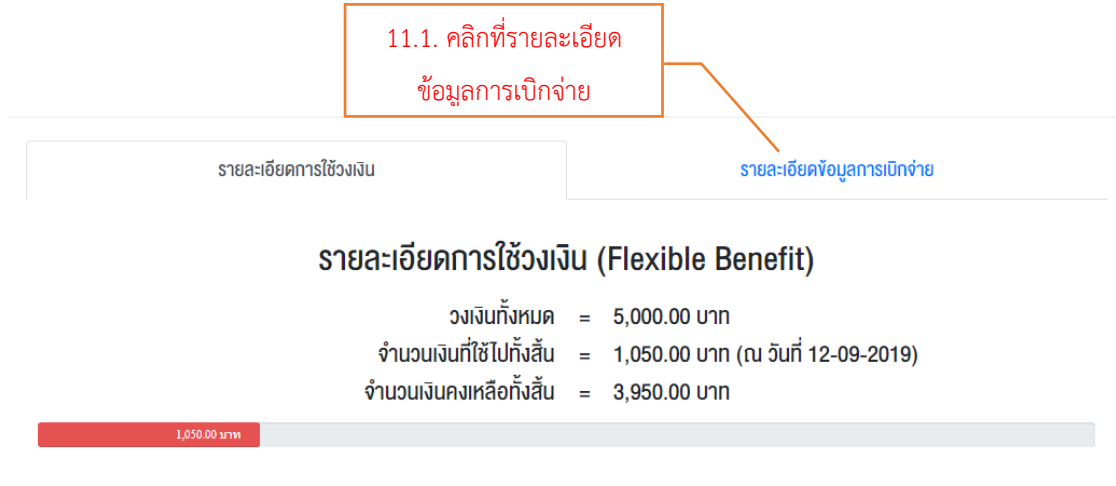 11.1. คลิกที่รายละเอียด
ข้อมูลการเบิกจ่าย
รายละเอียดการใช้วงเงิน
รายละเอียดข้อมูลการเบิกจ่าย
รายละเอียดการใช้วงเงิน (Flexible Benefit)
วงเงินทั้งหมด = 5,000.00 บาท
จำนวนเงินที่ใช้ไปทั้งสิ้น = 1,050.00 บาท (ณ วันที่ 12-09-2019)
จำนวนเงินคงเหลือทั้งสิ้น = 3,950.00 บาท
1,050.00 บาท